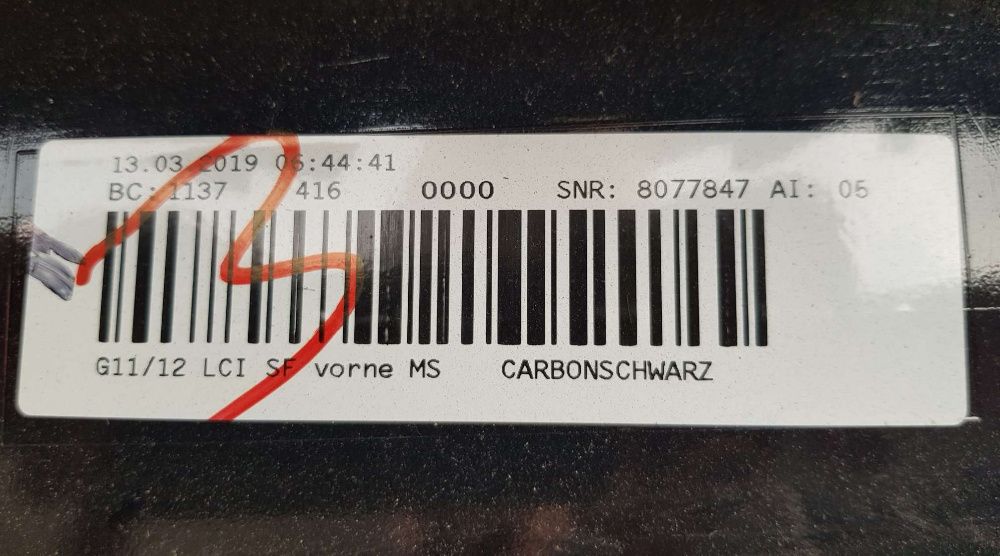 13.03.2019 06:44:41
BC: 1137 416 0000 SNR: 8077847 AI: 05
G11/12 LCI SF vorne MS CARBONSCHWARZ